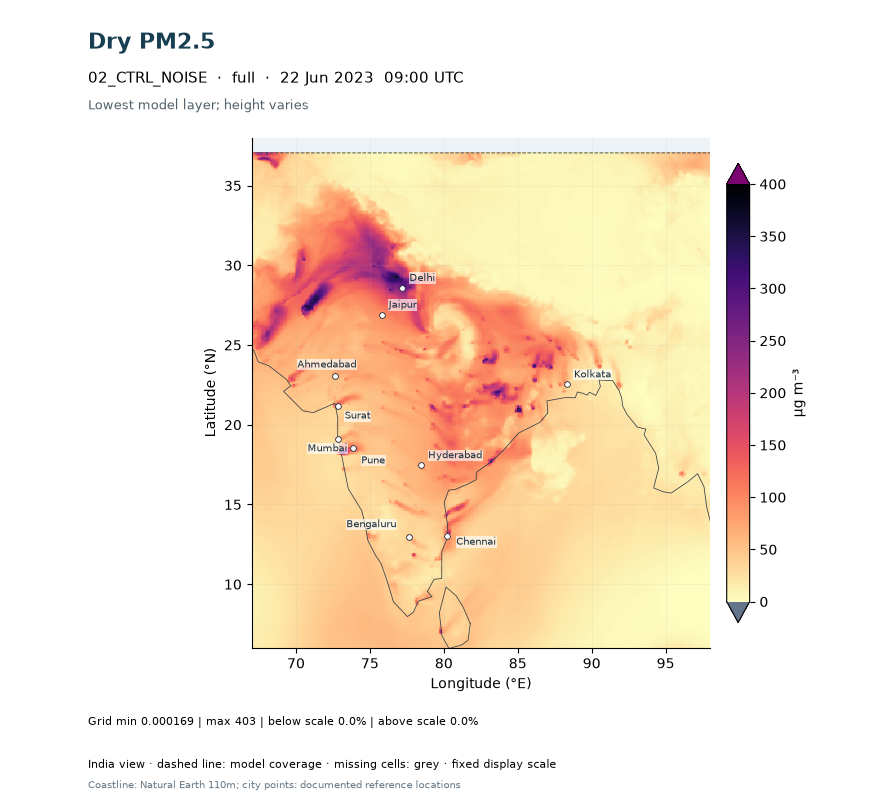 Dry PM2.5
02_CTRL_NOISE · full · 22 Jun 2023 09:00 UTC
Lowest model layer; height varies
35
30
25
20
15
10
Latitude (°N)
70
75
80
85
90
95
Longitude (°E)
Delhi
Jaipur
Ahmedabad
Kolkata
Surat
Mumbai
Pune
Hyderabad
Bengaluru
Chennai
400
350
300
250
200
150
100
50
0
µg m⁻³
Grid min 0.000169 | max 403 | below scale 0.0% | above scale 0.0%
India view · dashed line: model coverage · missing cells: grey · fixed display scale
Coastline: Natural Earth 110m; city points: documented reference locations